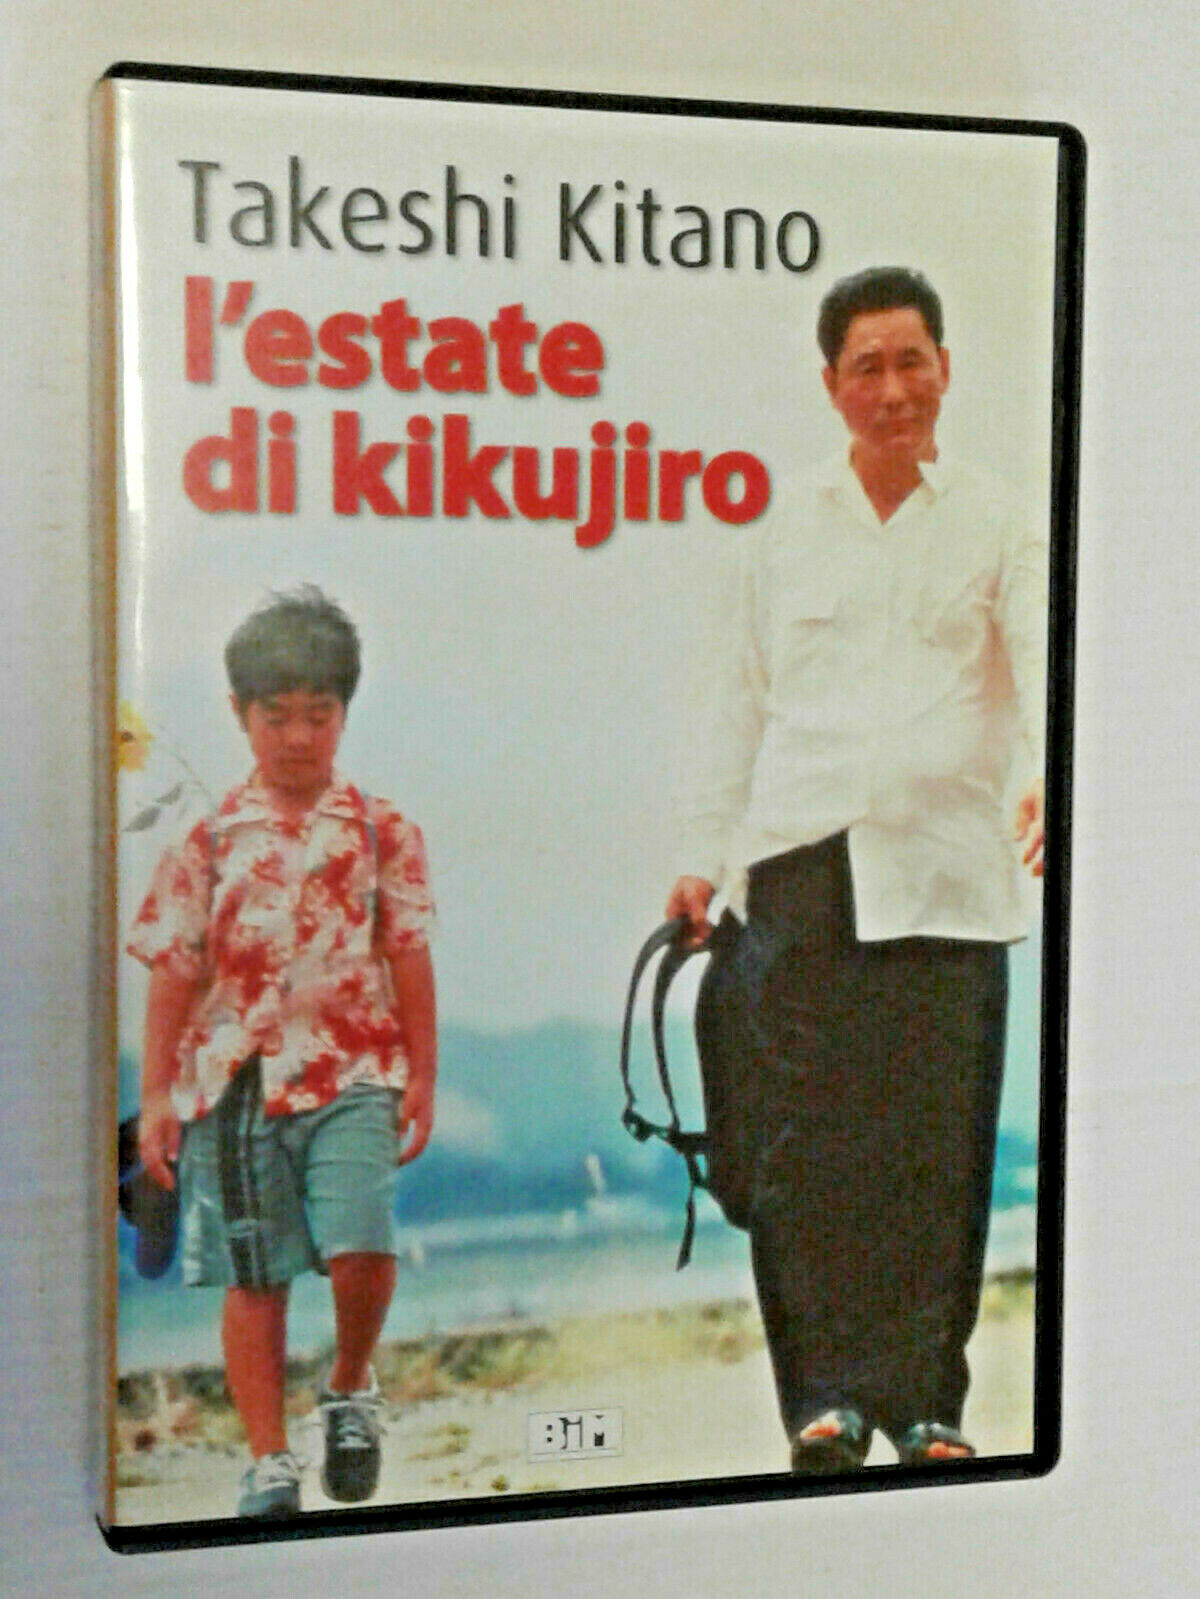 Takeshi Kitano
l'estate
di kikujiro
BiM